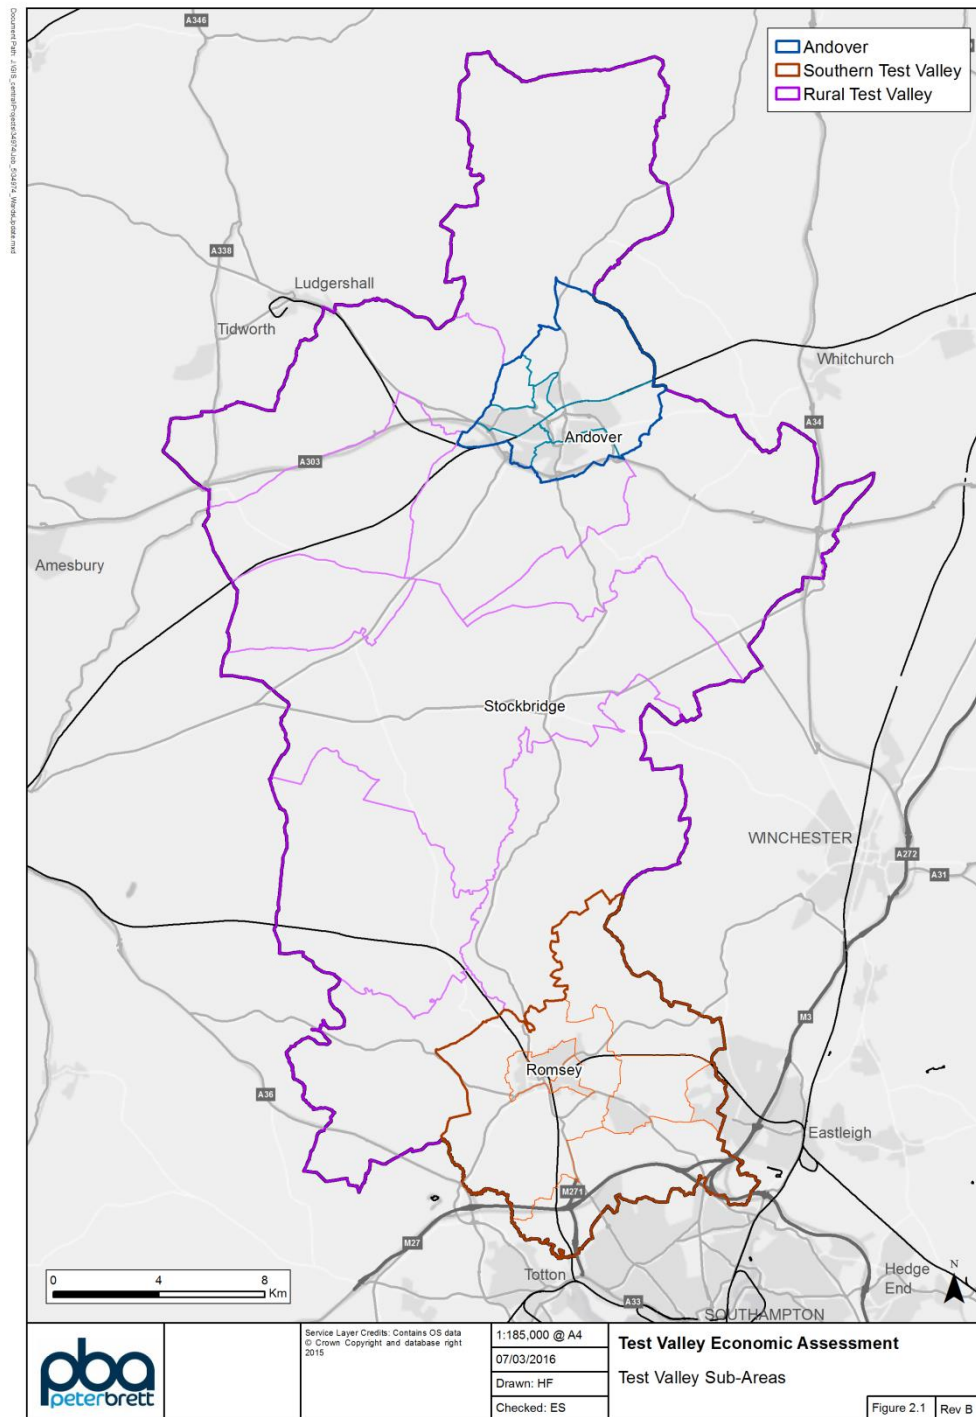 A346
Andover
Southern Test Valley
Rural Test Valley
A338
Ludgershall
Tidworth
Whitchurch
A34
Andover
A303
Amesbury
Stockbridge
WINCHESTER
A272
A31
M3
Romsey
A36
Eastleigh
M271
M27
Totton
Hedge
End
A33
SOUTHAMPTON
N
0 4 8
Km
pba
peterbrett
Service Layer Credits: Contains OS data
© Crown Copyright and database right
2015
1:185,000 @ A4
07/03/2016
Drawn: HF
Checked: ES
Test Valley Economic Assessment
Test Valley Sub-Areas
Figure 2.1 Rev B